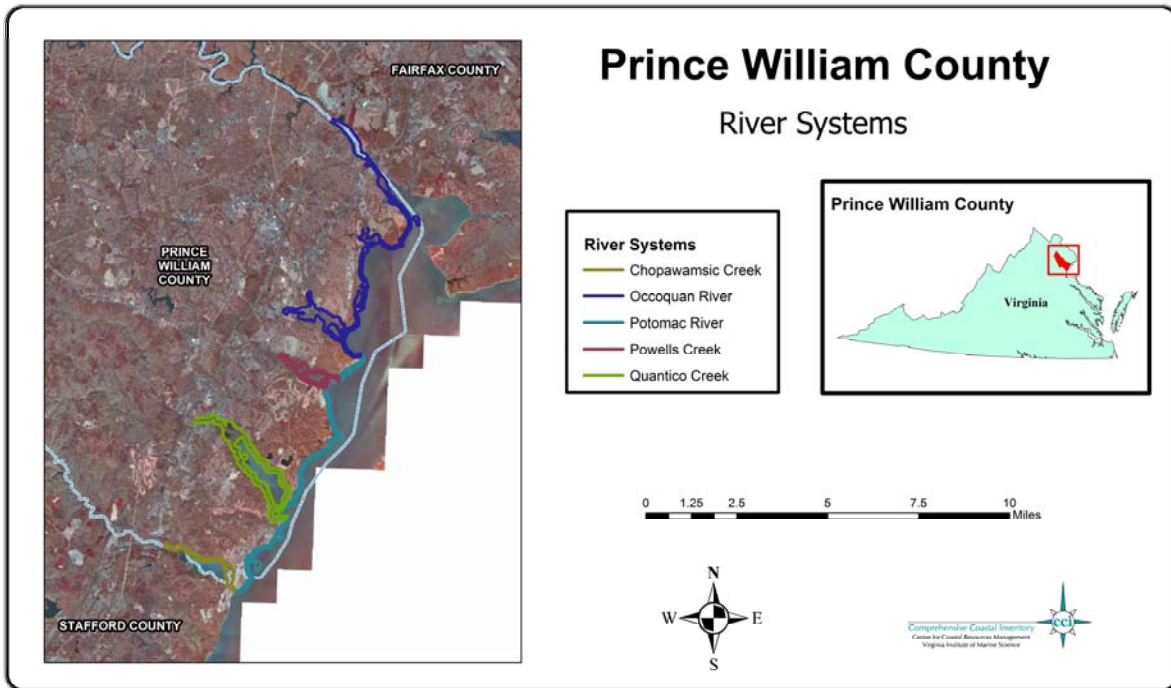 Prince William County
River Systems
FAIRFAX COUNTY
PRINCE
WILLIAM
COUNTY
STAFFORD COUNTY
River Systems
Chopawamsic Creek
Occoquan River
Potomac River
Powells Creek
Quantico Creek
Prince William County
Virginia
0 1.25 2.5 5 7.5 10
Miles
N
W E
S
Comprehensive Coastal Inventory
Center for Coastal Resources Management
Virginia Institute of Marine Science
cci